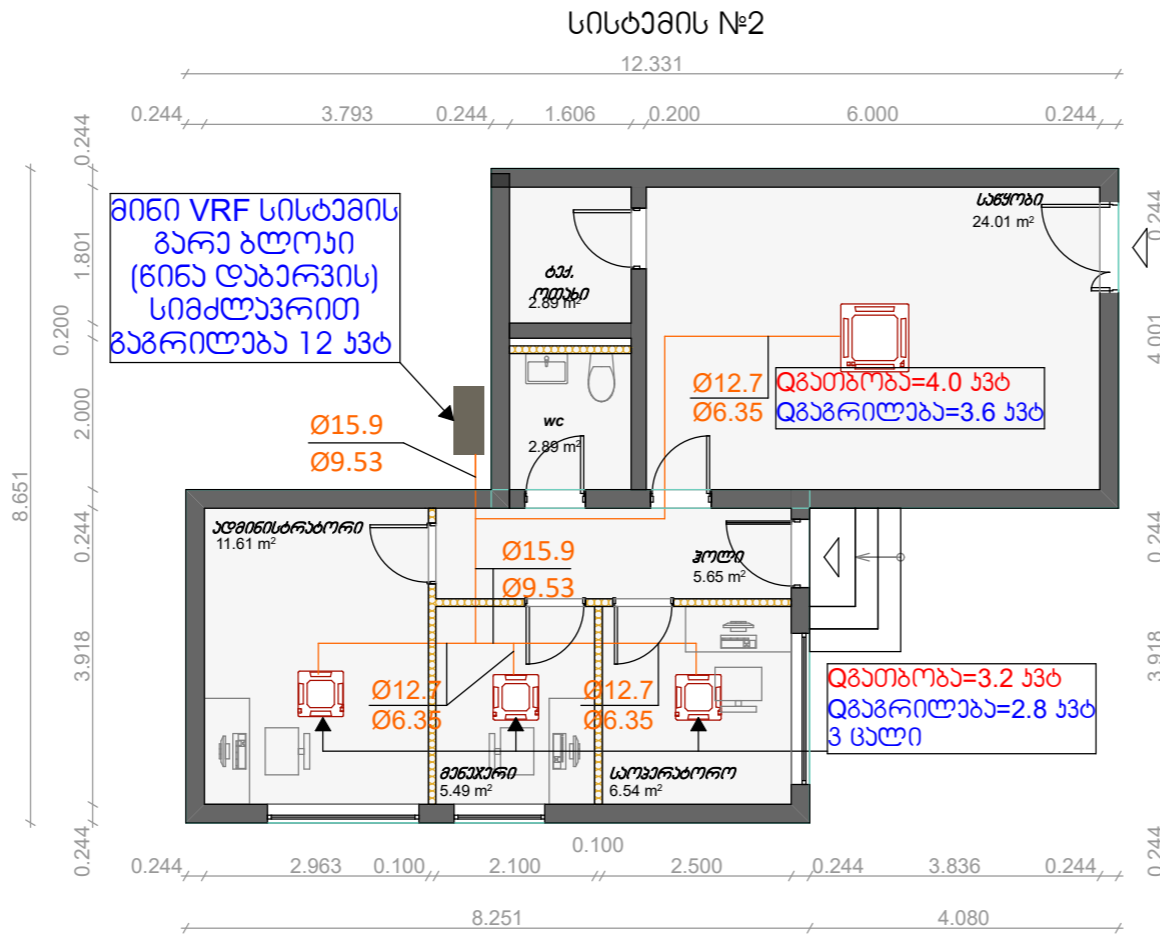 სისტემის №2
12.331
0.244 3.793 0.244 1.606 0.200 6.000 0.244
0.244
1.801
0.200
2.000
8.651
0.244
3.918
0.244
0.244
4.001
0.244
3.918
0.244
მინი VRF სისტემის
გარე ბლოკი
(წინა დაბერვის)
სიმძლავრით
გაგრილება 12 კვტ
საწყობი
24.01 m²
ტექ.
ოთახი
2.89 m²
wc
2.89 m²
Ø12.7
Ø6.35
Qგათბობა=4.0 კვტ
Qგაგრილება=3.6 კვტ
Ø15.9
Ø9.53
ადმინისტრატორი
11.61 m²
Ø15.9
Ø9.53
ჰოლი
5.65 m²
Ø12.7
Ø6.35
Ø12.7
Ø6.35
Qგათბობა=3.2 კვტ
Qგაგრილება=2.8 კვტ
3 ცალი
მენეჯერი
5.49 m²
საოპერატორო
6.54 m²
0.100
0.244 2.963 0.100 2.100 2.500 0.244 3.836 0.244
8.251 4.080